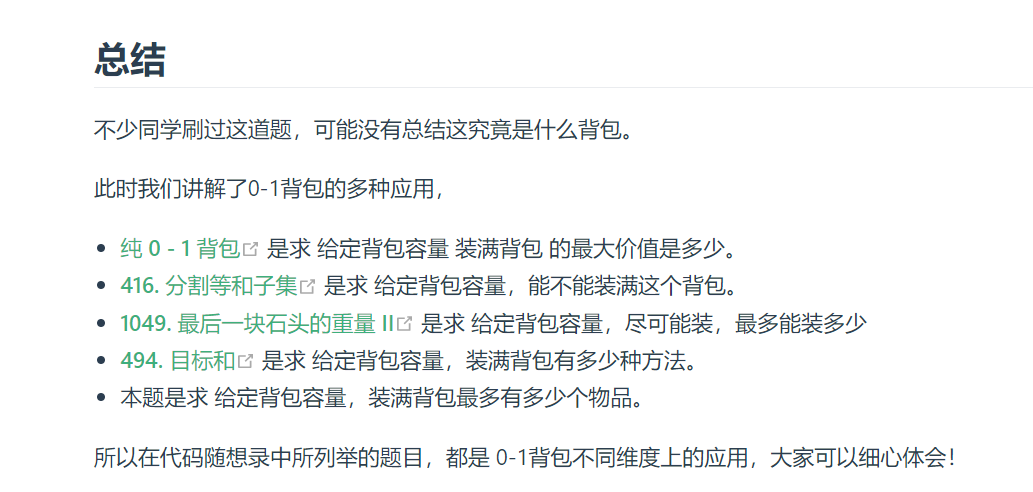 总结
不少同学刷过这道题，可能没有总结这究竟是什么背包。
此时我们讲解了0-1背包的多种应用，
纯 0 - 1 背包 是求 给定背包容量 装满背包 的最大价值是多少。
416. 分割等和子集 是求 给定背包容量，能不能装满这个背包。
1049. 最后一块石头的重量 II 是求 给定背包容量，尽可能装，最多能装多少
494. 目标和 是求 给定背包容量，装满背包有多少种方法。
本题是求 给定背包容量，装满背包最多有多少个物品。
所以在代码随想录中所列举的题目，都是 0-1背包不同维度上的应用，大家可以细心体会！